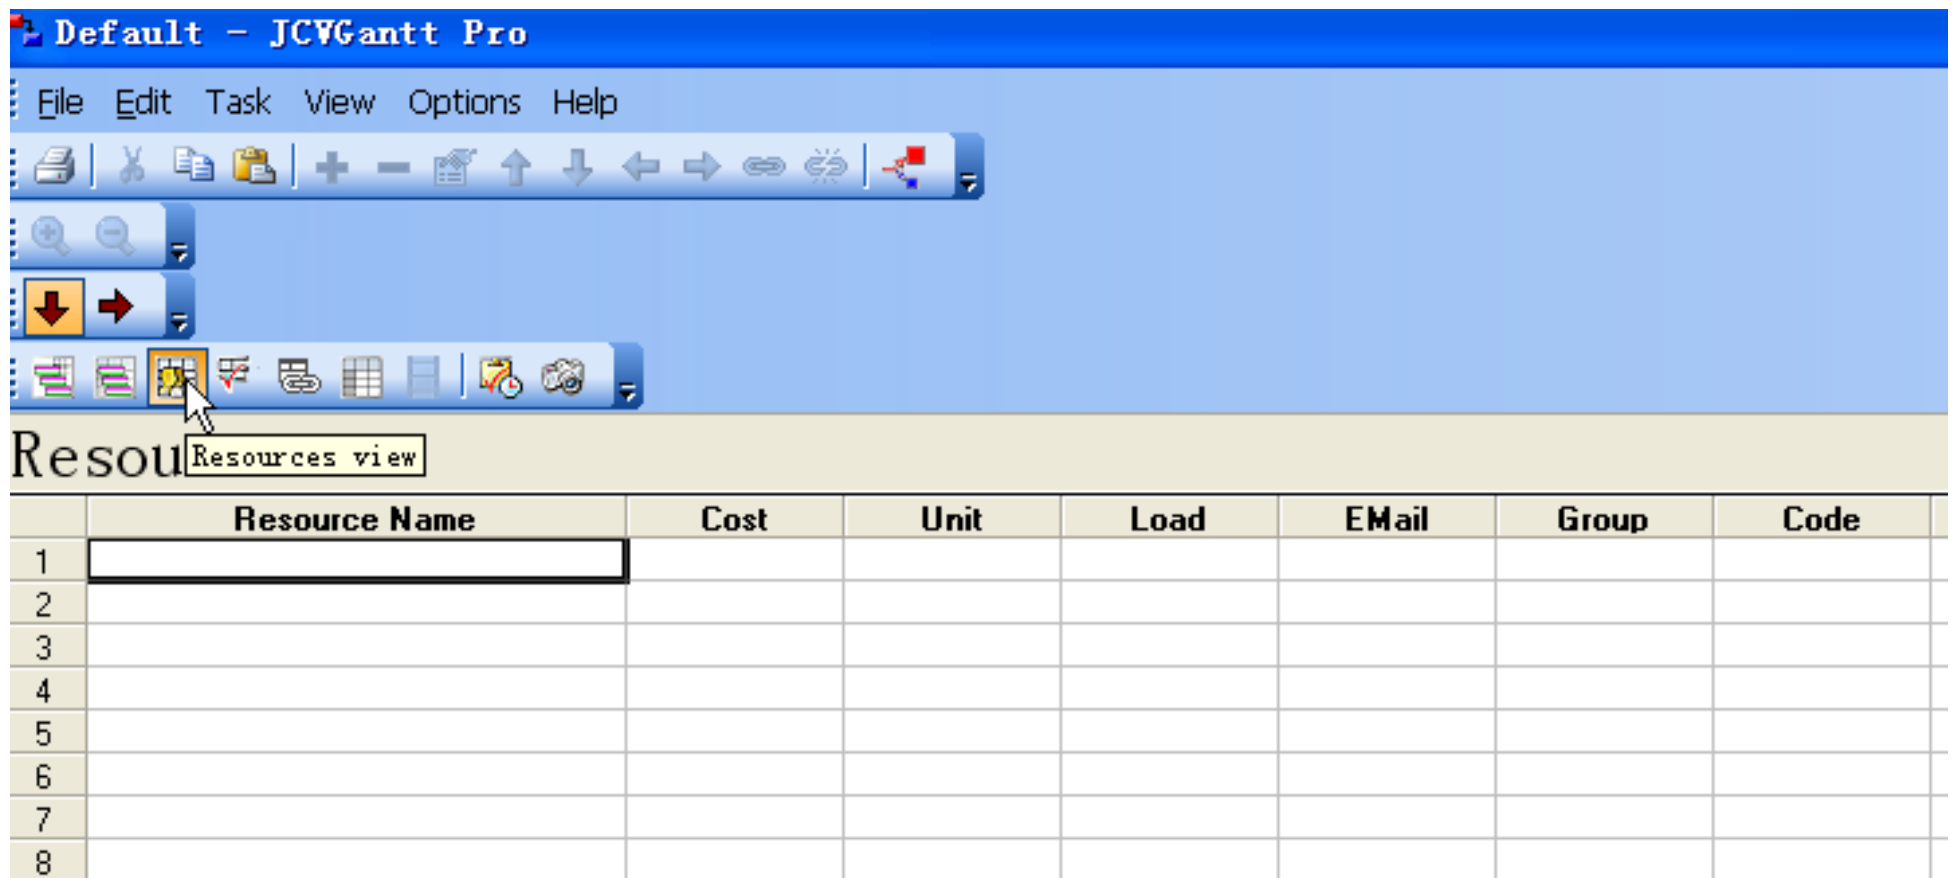 Default - JCVGantt Pro
File Edit Task View Options Help
Resou
Resources view
Resource Name Cost Unit Load EMail Group Code
1
2
3
4
5
6
7
8